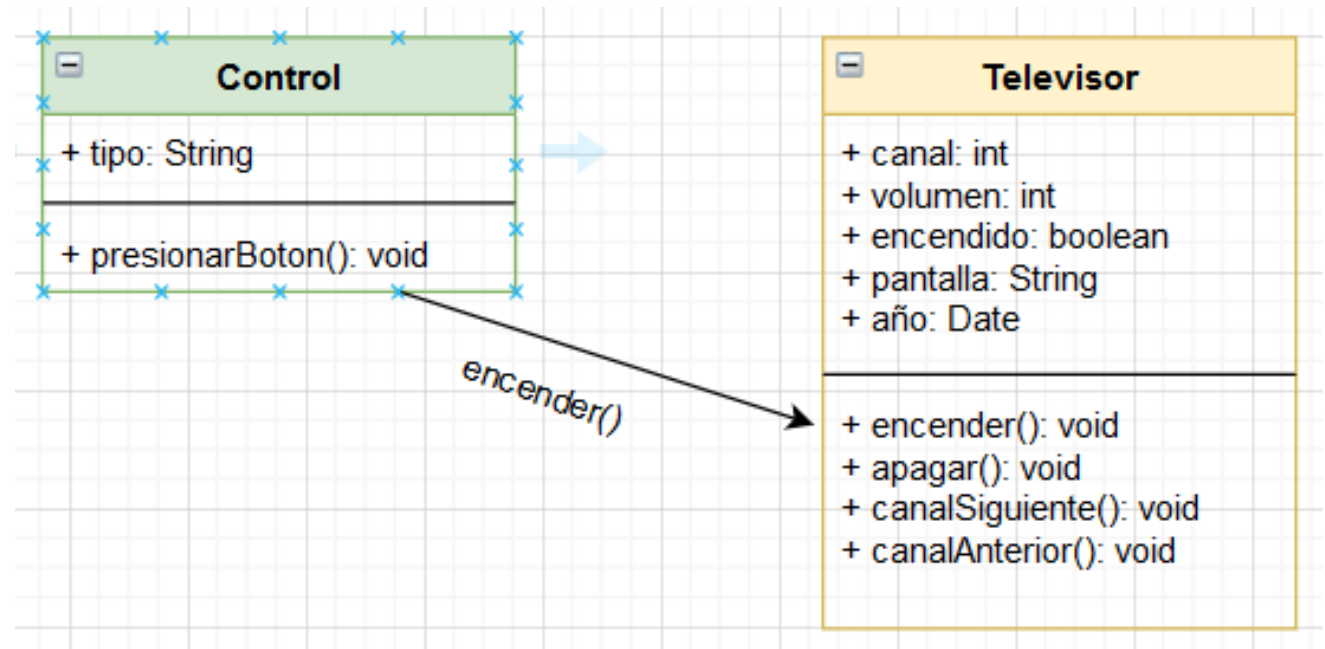 Control
+ tipo: String
+ presionarBoton(): void
encender()
Televisor
+ canal: int
+ volumen: int
+ encendido: boolean
+ pantalla: String
+ año: Date
+ encender(): void
+ apagar(): void
+ canalSiguiente(): void
+ canalAnterior(): void